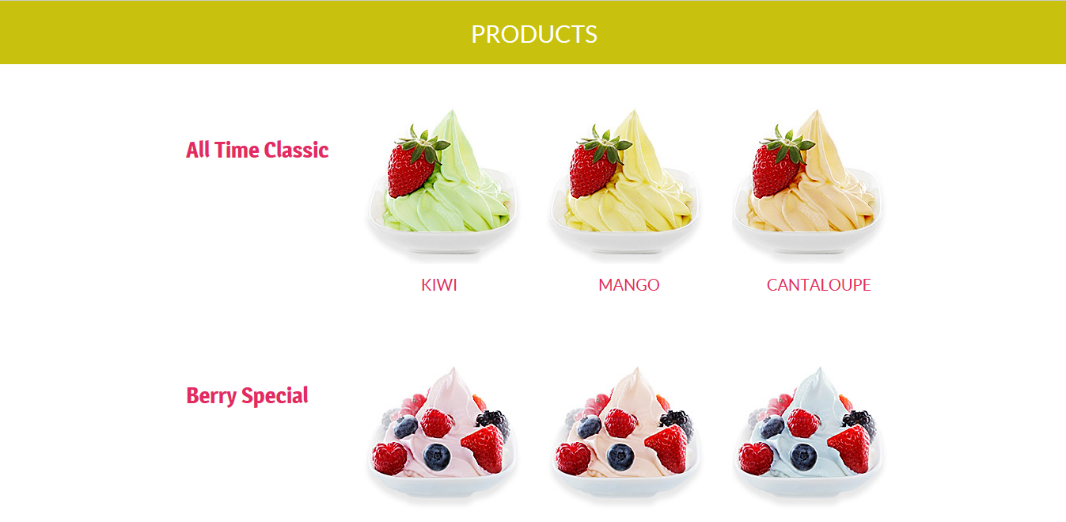 PRODUCTS
All Time Classic
KIWI
MANGO
CANTALOUPE
Berry Special